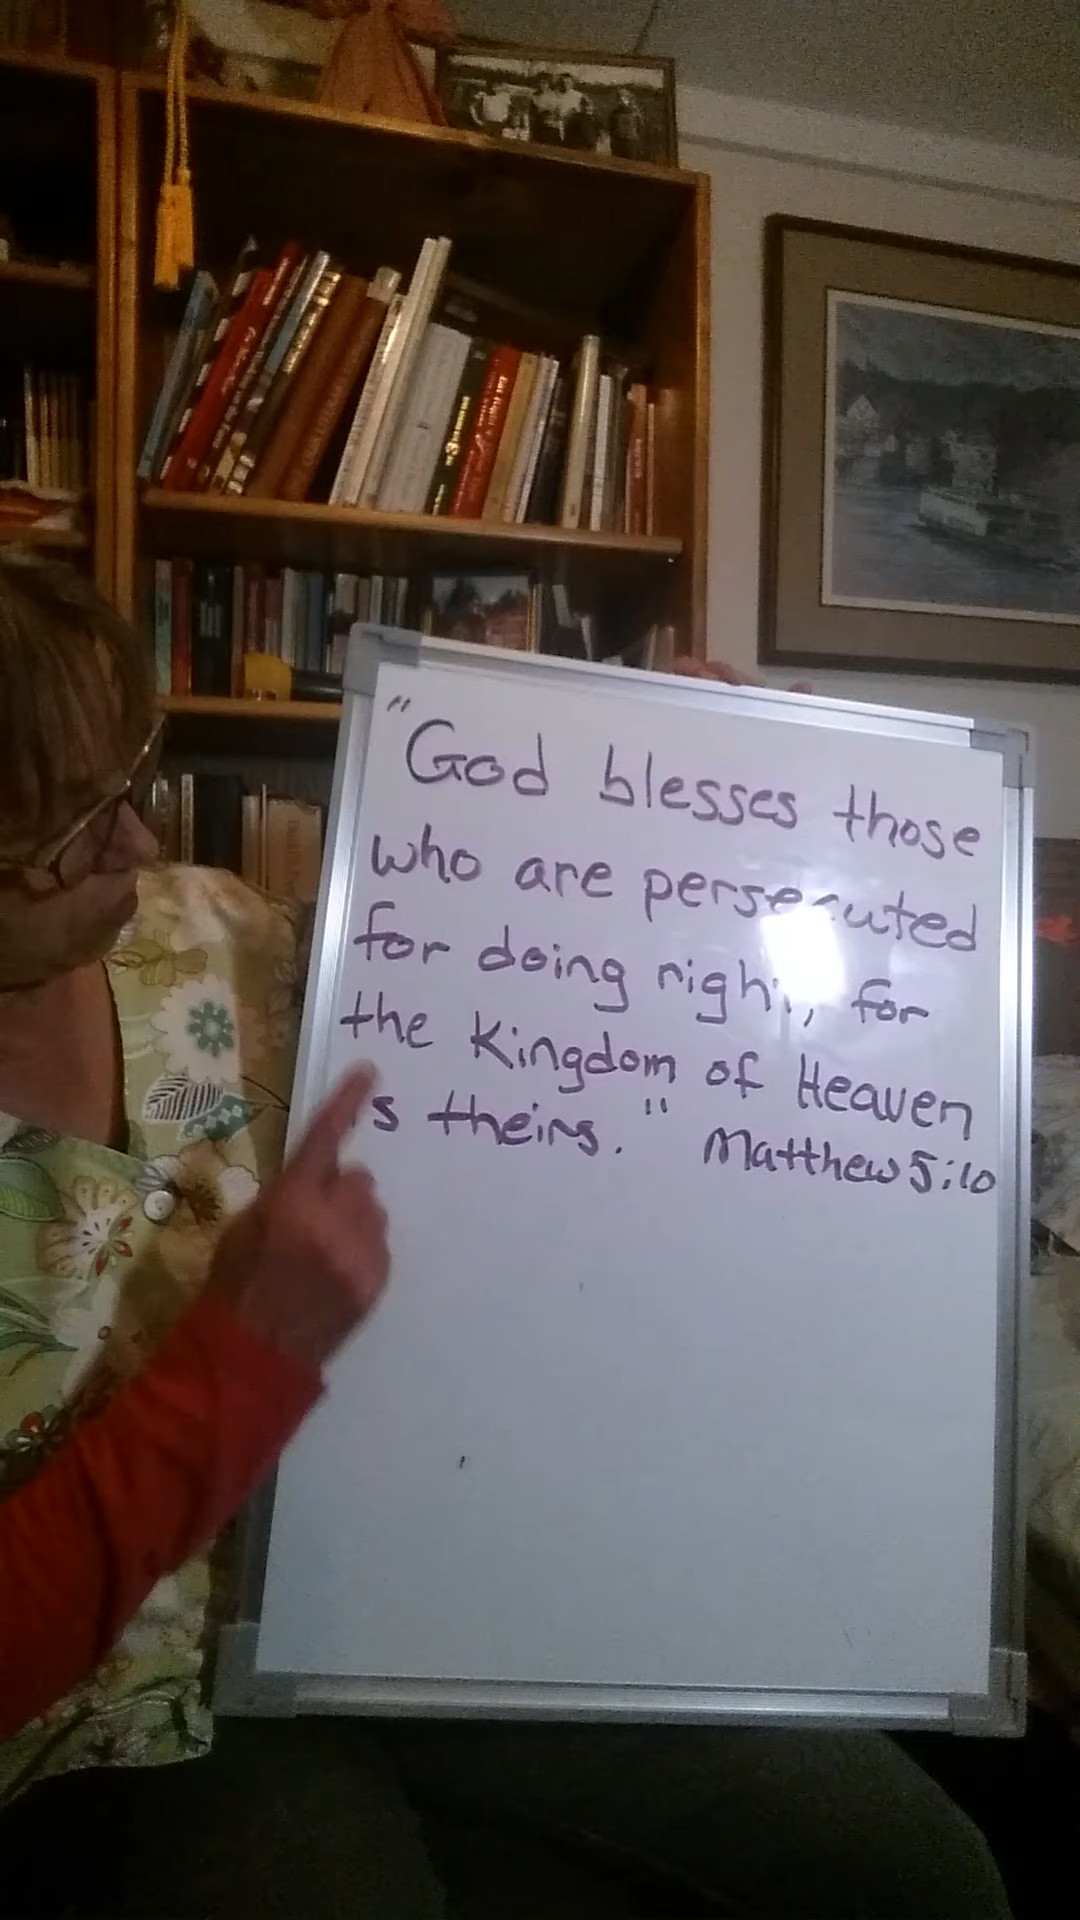 "God blesses those
who are persecuted
for doing right, for
the Kingdom of Heaven
is theirs." Matthew 5:10